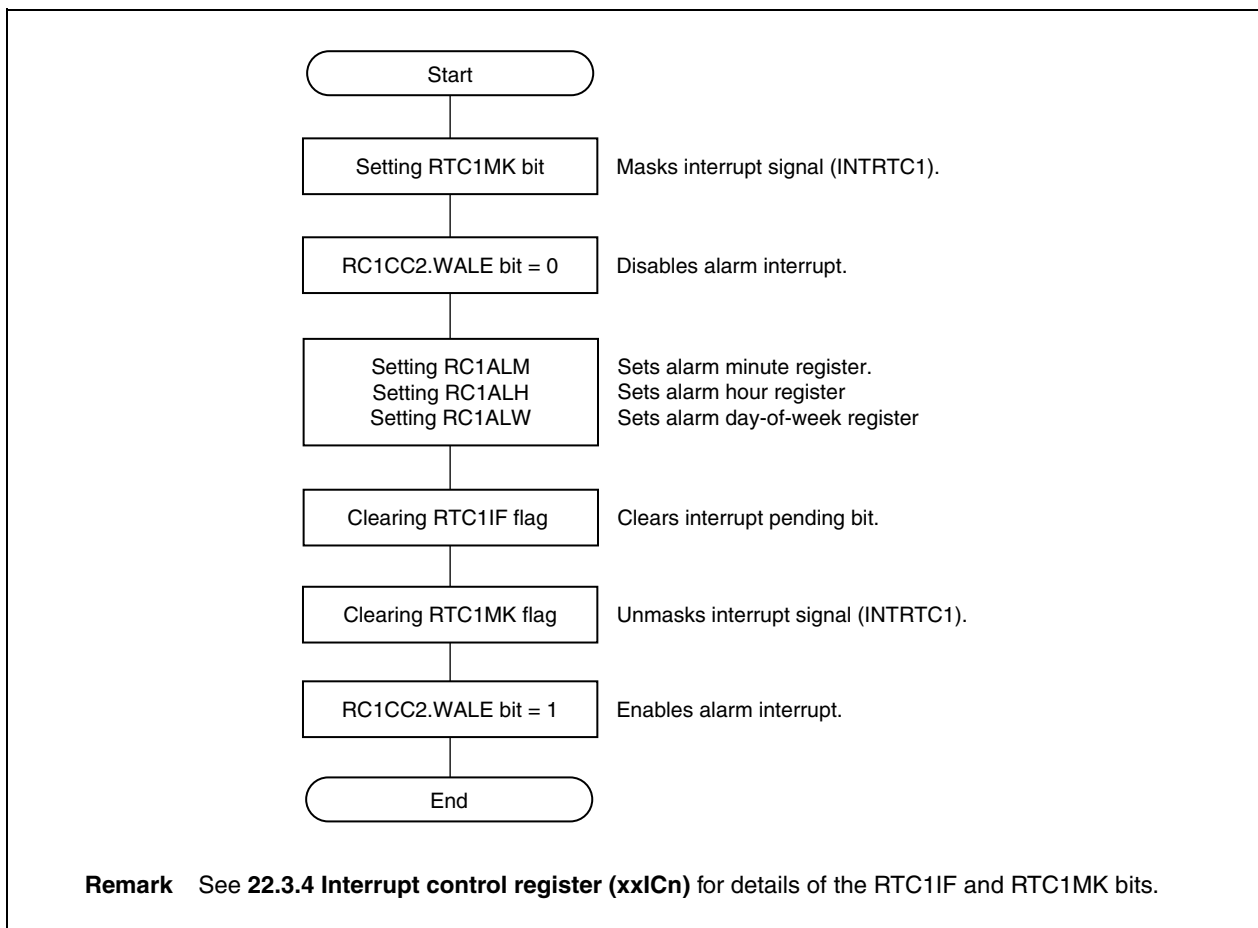 Start
Setting RTC1MK bit
Masks interrupt signal (INTRTC1).
RC1CC2.WALE bit = 0
Disables alarm interrupt.
Setting RC1ALM
Sets alarm minute register.
Setting RC1ALH
Sets alarm hour register
Setting RC1ALW
Sets alarm day-of-week register
Clearing RTC1IF flag
Clears interrupt pending bit.
Clearing RTC1MK flag
Unmasks interrupt signal (INTRTC1).
RC1CC2.WALE bit = 1
Enables alarm interrupt.
End
Remark See 22.3.4 Interrupt control register (xxICn) for details of the RTC1IF and RTC1MK bits.